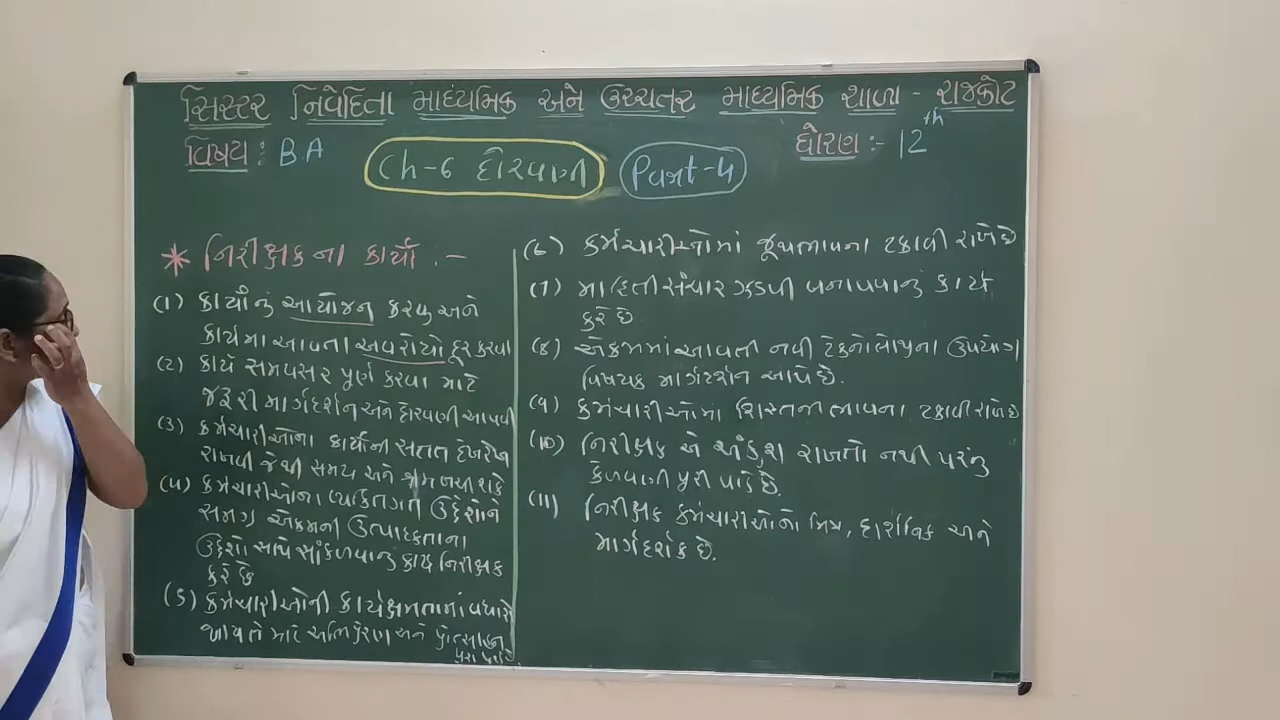 સિસ્ટર નિવેદિતા માધ્યમિક અને ઉચ્ચતર માધ્યમિક શાળા - રાજકોટ
વિષય : BA
ધોરણ :- 12th
Ch-6 દોરવણી
Part-4
* નિરીક્ષકના કાર્યો :-
(1) કાર્યોનું આયોજન કરવું અને
કાર્યમાં આવતા અવરોધો દૂર કરવા
(2) કાર્ય સમયસર પૂર્ણ કરવા માટે
જરૂરી માર્ગદર્શન અને દોરવણી આપવી
(3) કર્મચારીઓના કાર્યોની સતત દેખરેખ
રાખવી જેથી સમય અને શ્રમ બચી શકે
(4) કર્મચારીઓના વ્યક્તિગત ઉદ્દેશોને
સમગ્ર એકમની ઉત્પાદકતાના
ઉદ્દેશો સાથે સાંકળવાનું કાર્ય નિરીક્ષક
કરે છે
(5) કર્મચારીઓની કાર્યક્ષમતામાં વધારો
થાય તે માટે અભિપ્રેરણ અને પ્રોત્સાહન
(6) કર્મચારીઓમાં જૂથભાવના ટકાવી રાખે છે
(7) માહિતીસંચાર ઝડપી બનાવવાનું કાર્ય
કરે છે.
(8) એકમમાં આવતી નવી ટેકનોલોજીના ઉપયોગ
વિષયક માર્ગદર્શન આપે છે.
(9) કર્મચારીઓમાં શિસ્તની ભાવના ટકાવી રાખે છે
(10) નિરીક્ષક એ અંકુશ રાખતો નથી પરંતુ
કેળવણી પૂરી પાડે છે.
(11) નિરીક્ષક કર્મચારીઓનો મિત્ર, દાર્શનિક અને
માર્ગદર્શક છે.